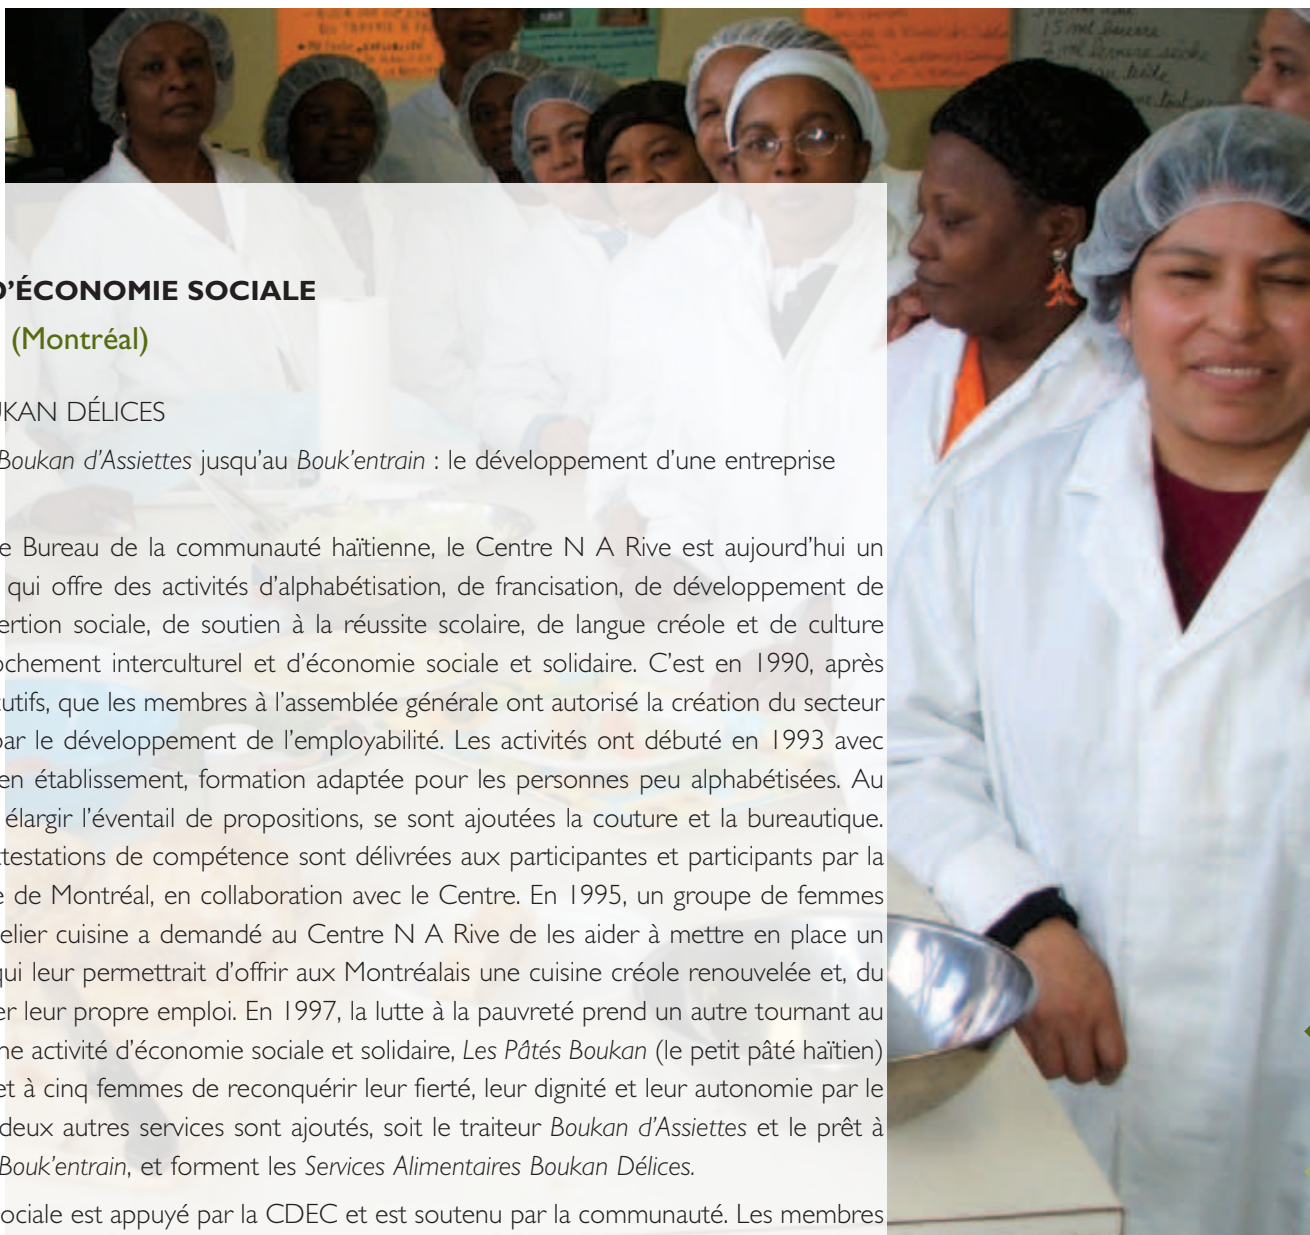 15 ml beurre
D’ÉCONOMIE SOCIALE
(Montréal)
UKAN DÉLICES
Boukan d’Assiettes jusqu’au Bouk’entrain : le développement d’une entreprise
e Bureau de la communauté haïtienne, le Centre N A Rive est aujourd’hui un
qui offre des activités d’alphabétisation, de francisation, de développement de
ertion sociale, de soutien à la réussite scolaire, de langue créole et de culture
ochement interculturel et d’économie sociale et solidaire. C’est en 1990, après
cutifs, que les membres à l’assemblée générale ont autorisé la création du secteur
par le développement de l’employabilité. Les activités ont débuté en 1993 avec
en établissement, formation adaptée pour les personnes peu alphabétisées. Au
élargir l’éventail de propositions, se sont ajoutées la couture et la bureautique.
ttestations de compétence sont délivrées aux participantes et participants par la
e de Montréal, en collaboration avec le Centre. En 1995, un groupe de femmes
telier cuisine a demandé au Centre N A Rive de les aider à mettre en place un
qui leur permettrait d’offrir aux Montréalais une cuisine créole renouvelée et, du
er leur propre emploi. En 1997, la lutte à la pauvreté prend un autre tournant au
ne activité d’économie sociale et solidaire, Les Pâtés Boukan (le petit pâté haïtien)
et à cinq femmes de reconquérir leur fierté, leur dignité et leur autonomie par le
deux autres services sont ajoutés, soit le traiteur Boukan d’Assiettes et le prêt à
Bouk’entrain, et forment les Services Alimentaires Boukan Délices.
ociale est appuyé par la CDEC et est soutenu par la communauté. Les membres